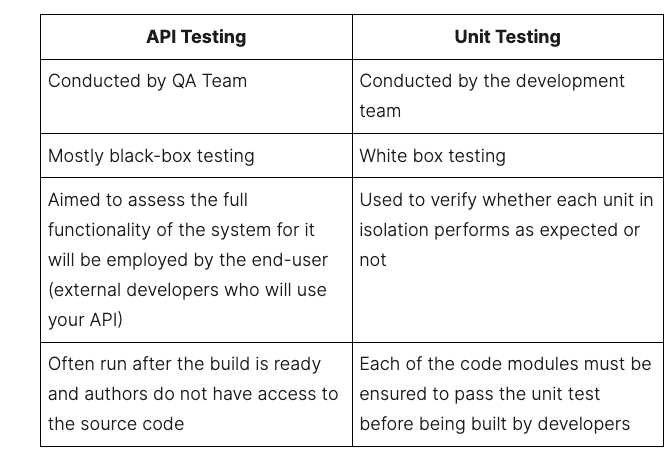 API Testing
Unit Testing
Conducted by QA Team
Conducted by the development
team
Mostly black-box testing
White box testing
Aimed to assess the full
functionality of the system for it
will be employed by the end-user
(external developers who will use
your API)
Used to verify whether each unit in
isolation performs as expected or
not
Often run after the build is ready
and authors do not have access to
the source code
Each of the code modules must be
ensured to pass the unit test
before being built by developers